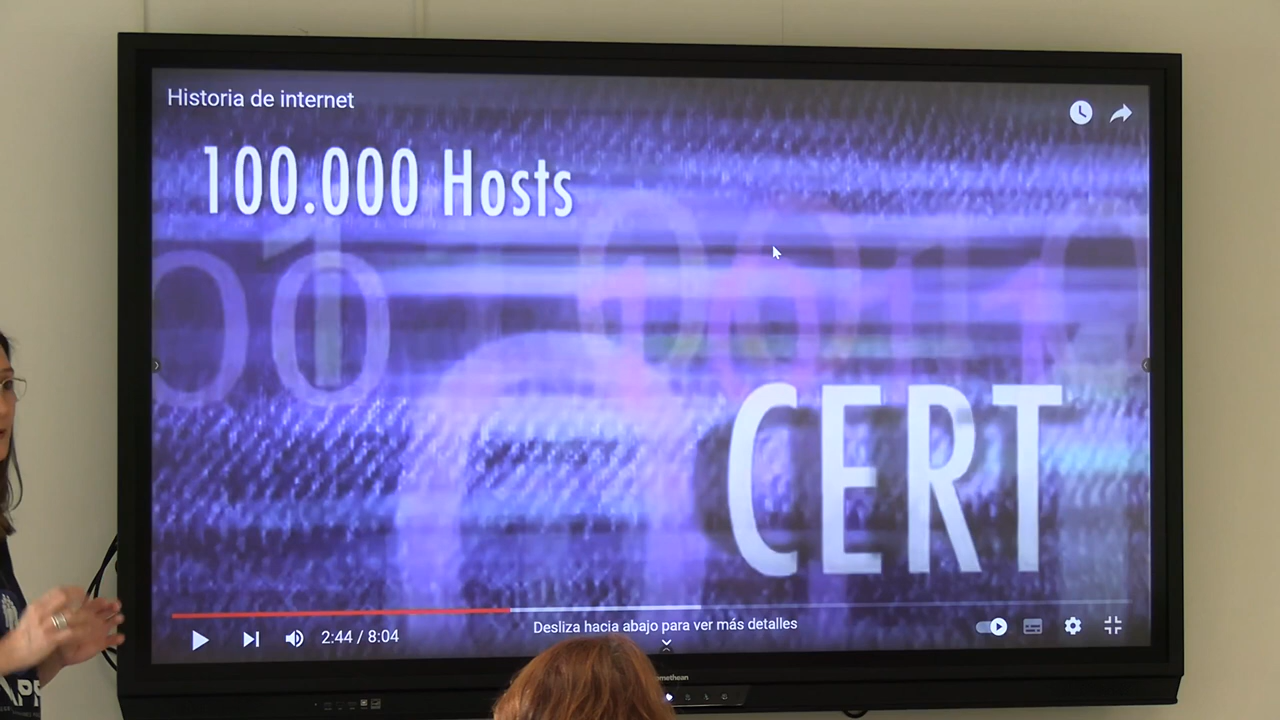 Historia de internet
100.000 Hosts
CERT
2:44 / 8:04
Desliza hacia abajo para ver más detalles